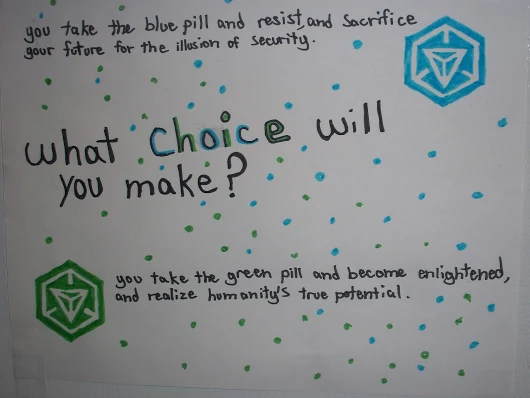 you take the blue pill and resist, and sacrifice
your future for the illusion of security.
what choice will
you make?
you take the green pill and become enlightened,
and realize humanity's true potential.